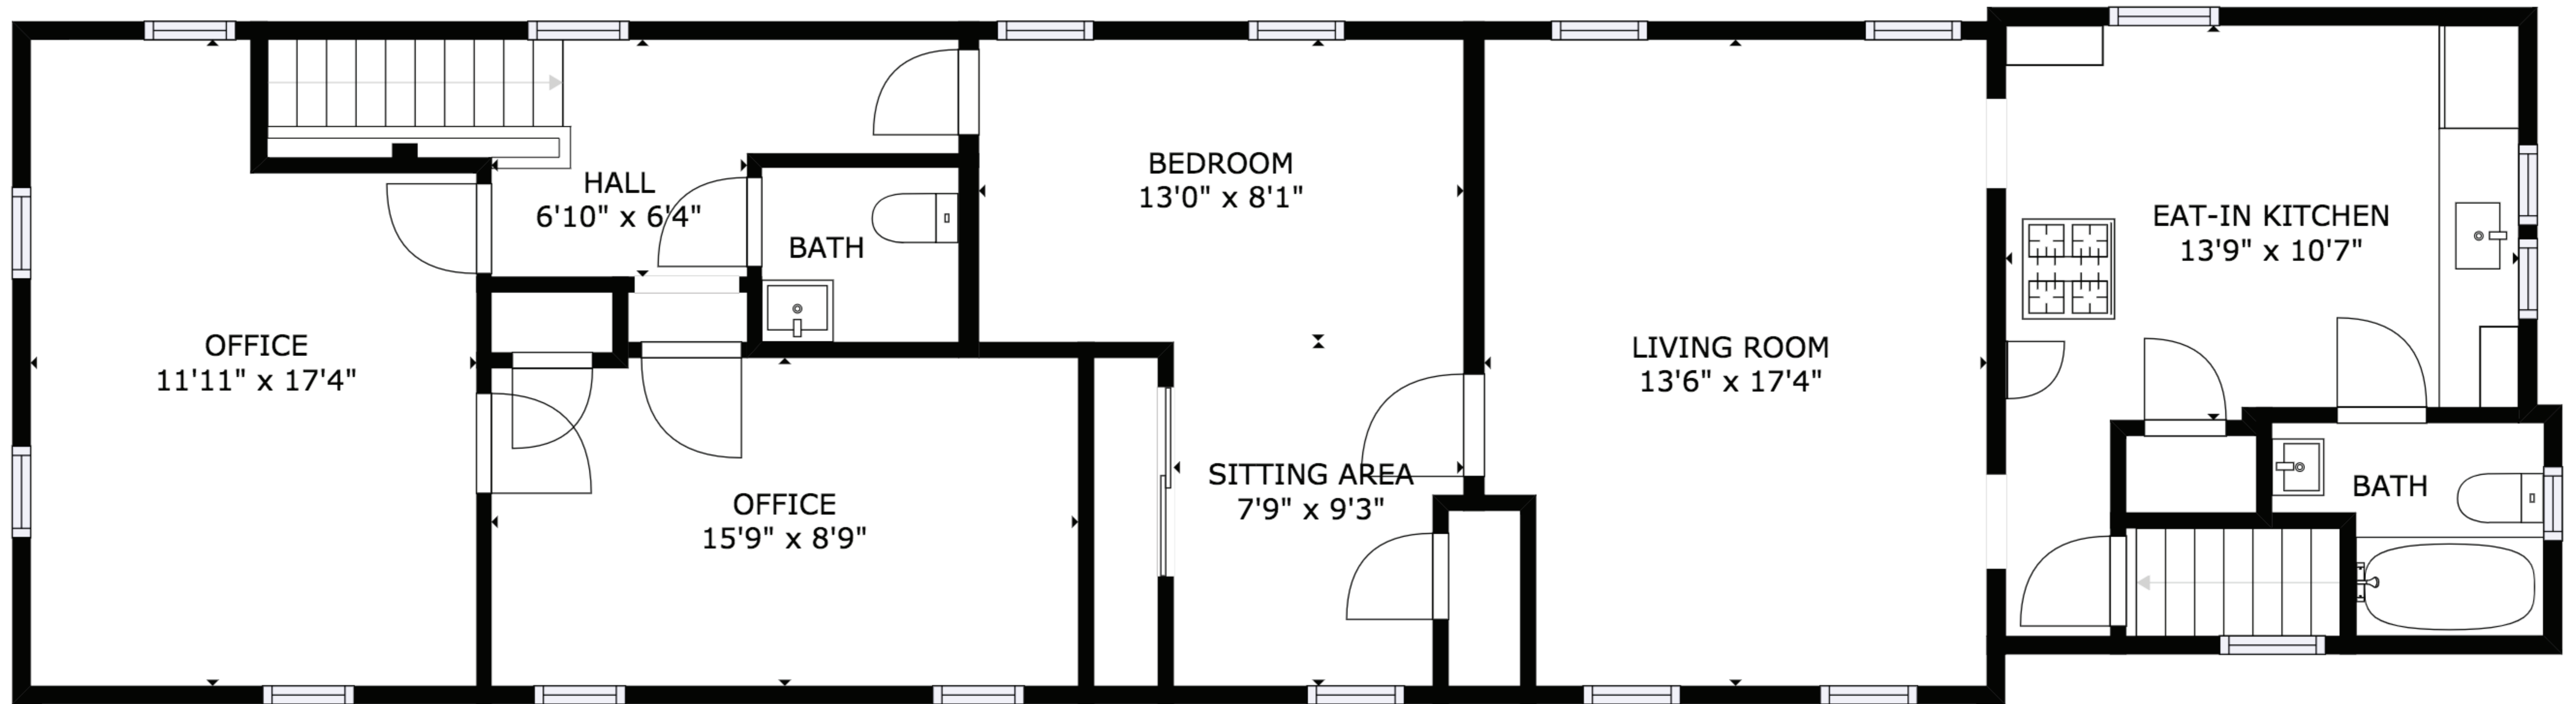 OFFICE
11'11" x 17'4"
HALL
6'10" x 6'4"
BATH
OFFICE
15'9" x 8'9"
BEDROOM
13'0" x 8'1"
SITTING AREA
7'9" x 9'3"
LIVING ROOM
13'6" x 17'4"
EAT-IN KITCHEN
13'9" x 10'7"
BATH